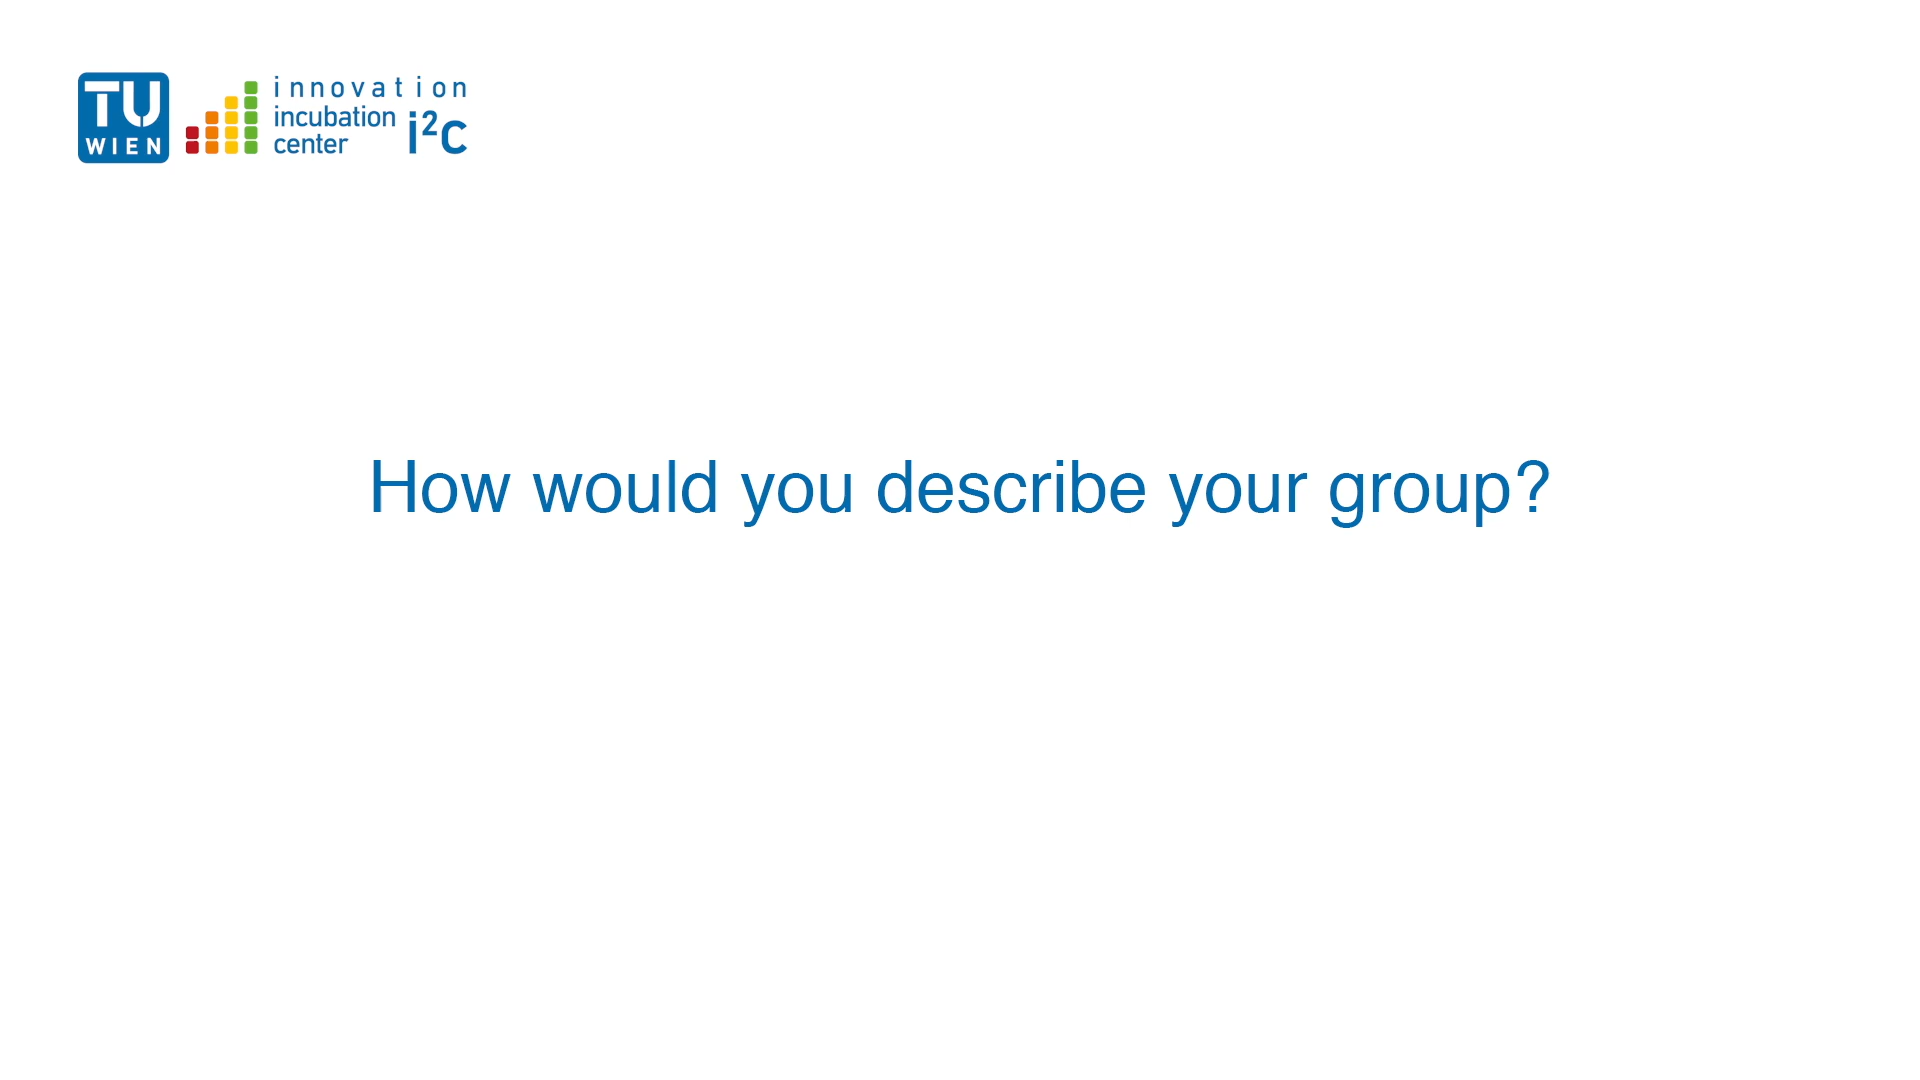 TU
WIEN
innovation
incubation
center
i²c
How would you describe your group?